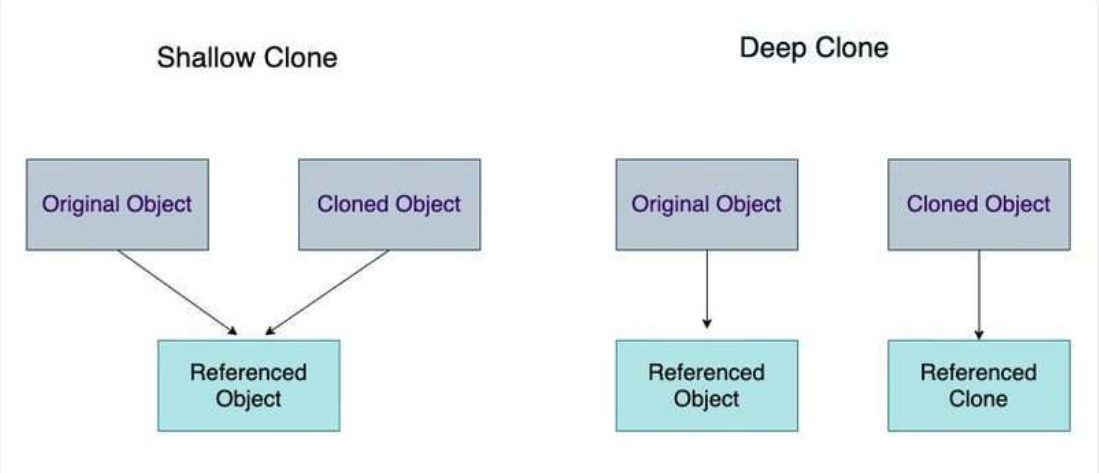 Shallow Clone
Deep Clone
Original Object
Cloned Object
Original Object
Cloned Object
Referenced
Object
Referenced
Object
Referenced
Clone